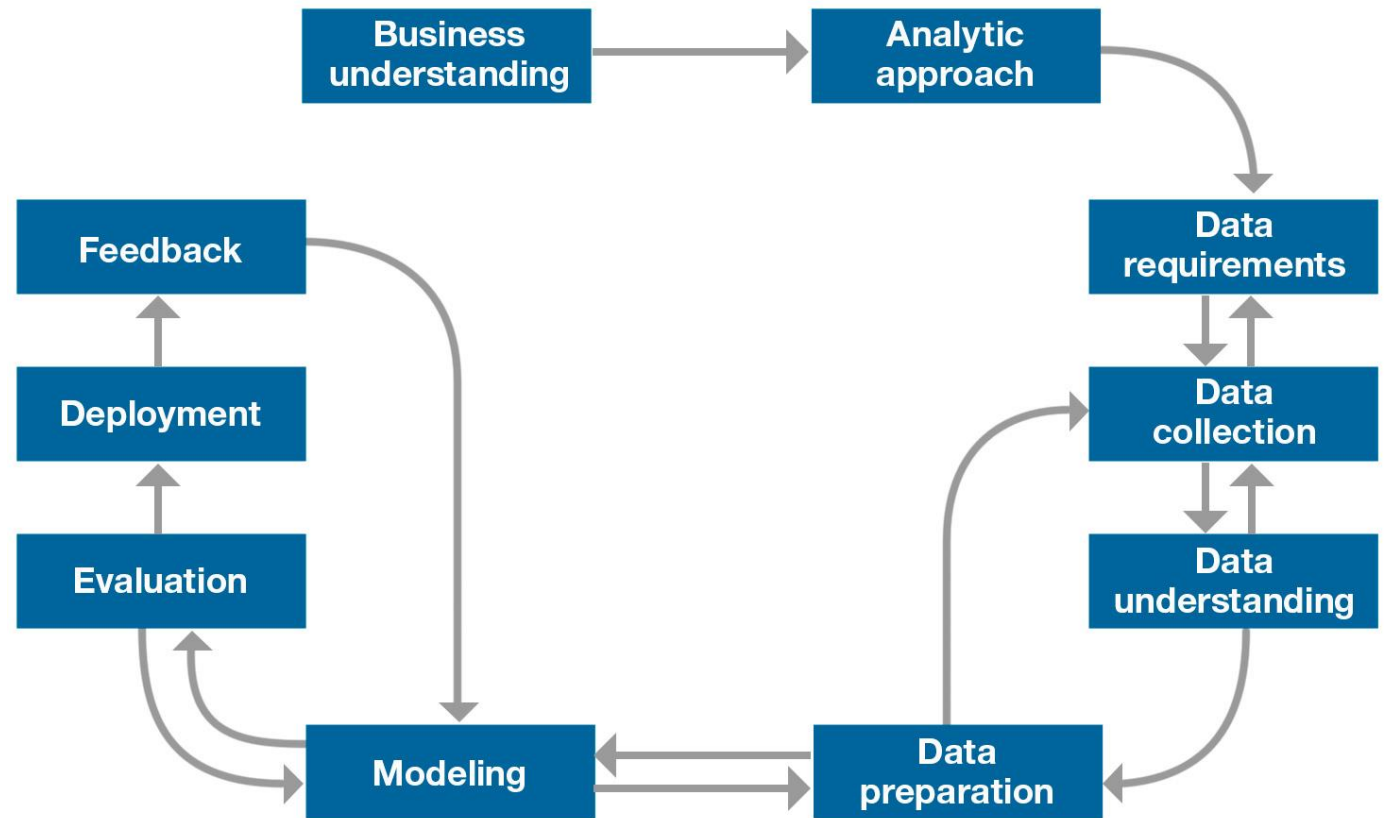 Business
understanding
Analytic
approach
Data
requirements
Data
collection
Data
understanding
Data
preparation
Modeling
Evaluation
Deployment
Feedback